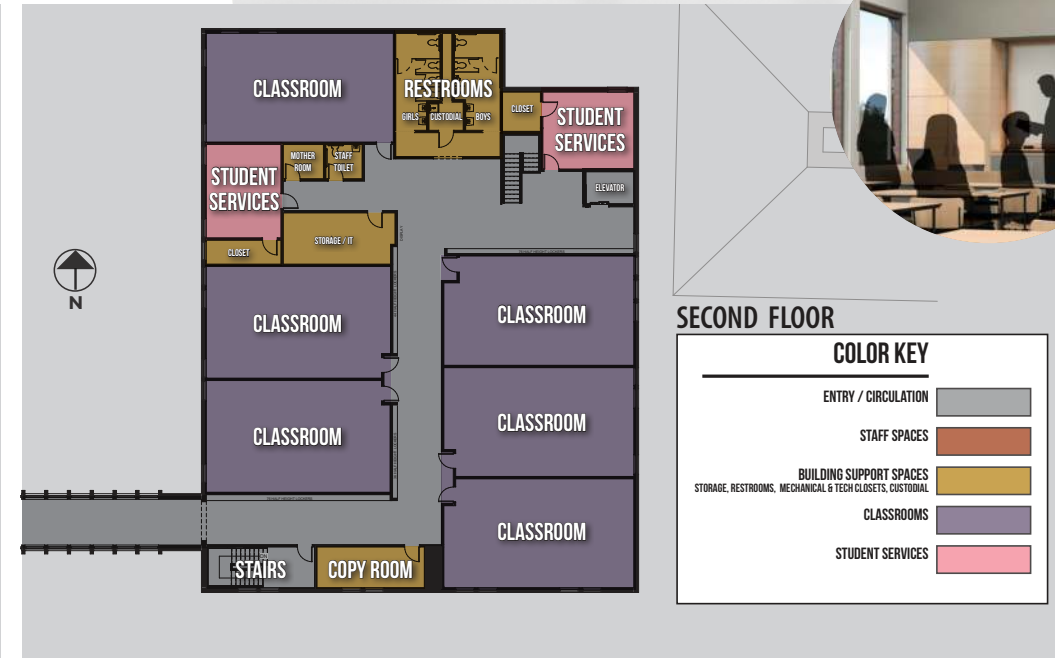 CLASSROOM
RESTROOMS
GIRLS
CUSTODIAL
BOYS
CLOSET
STUDENT
SERVICES
MOTHER
ROOM
STAFF
TOILET
STUDENT
SERVICES
ELEVATOR
STORAGE / IT
CLOSET
CLASSROOM
CLASSROOM
CLASSROOM
CLASSROOM
CLASSROOM
STAIRS
COPY ROOM
N
SECOND FLOOR
COLOR KEY
ENTRY / CIRCULATION
STAFF SPACES
BUILDING SUPPORT SPACES
STORAGE, RESTROOMS, MECHANICAL & TECH CLOSETS, CUSTODIAL
CLASSROOMS
STUDENT SERVICES